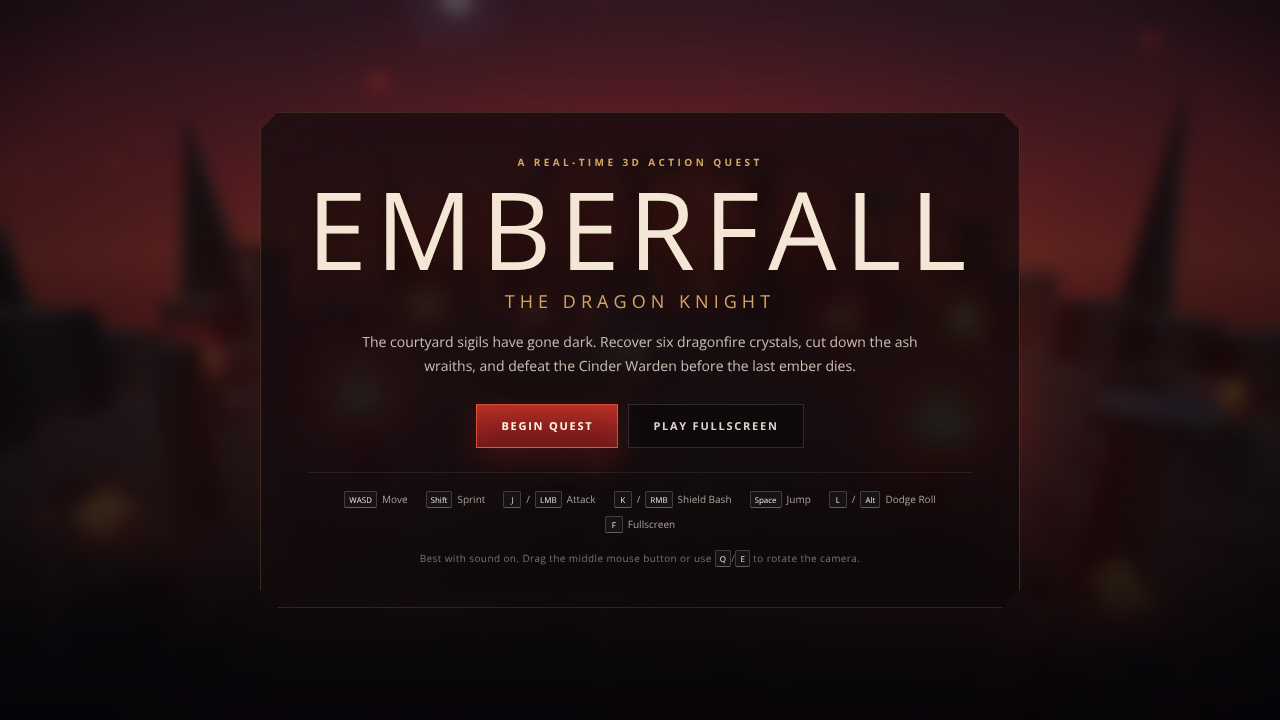 A REAL-TIME 3D ACTION QUEST
EMBERFALL
THE DRAGON KNIGHT
The courtyard sigils have gone dark. Recover six dragonfire crystals, cut down the ash
wraiths, and defeat the Cinder Warden before the last ember dies.
BEGIN QUEST PLAY FULLSCREEN
WASD Move Shift Sprint J / LMB Attack K / RMB Shield Bash Space Jump L / Alt Dodge Roll
F Fullscreen
Best with sound on. Drag the middle mouse button or use Q/E to rotate the camera.